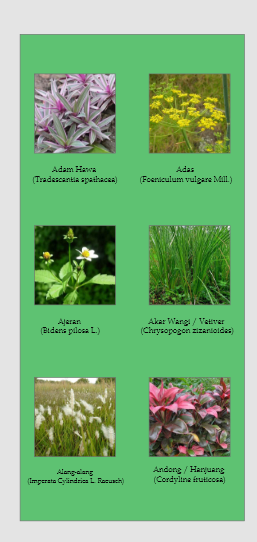 Adam Hawa
(Tradescantia spathacea)
Adas
(Foeniculum vulgare Mill.)
Ajeran
(Bidens pilosa L.)
Akar Wangi / Vetiver
(Chrysopogon zizanioides)
Alang-alang
(Imperata Cylindrica L. Raeusch)
Andong / Hanjuang
(Cordyline fruticosa)